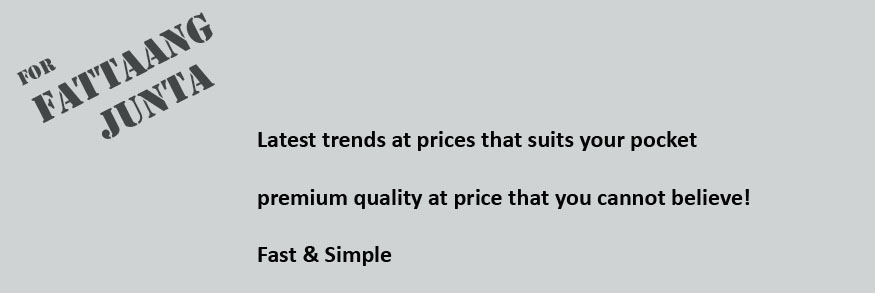 FOR
FATTAANG
JUNTA
Latest trends at prices that suits your pocket
premium quality at price that you cannot believe!
Fast & Simple